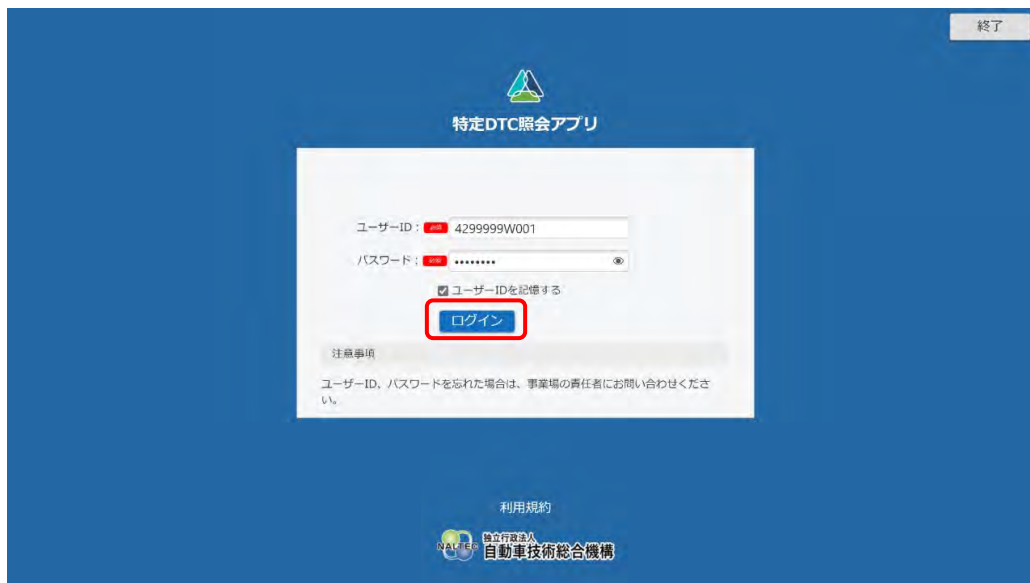 終了
特定DTC照会アプリ
ユーザーID： 必須 4299999W001
パスワード： 必須 ••••••••
ユーザーIDを記憶する
ログイン
注意事項
ユーザーID、パスワードを忘れた場合は、事業場の責任者にお問い合わせくださ
い。
利用規約
NALTEC 独立行政法人
自動車技術総合機構